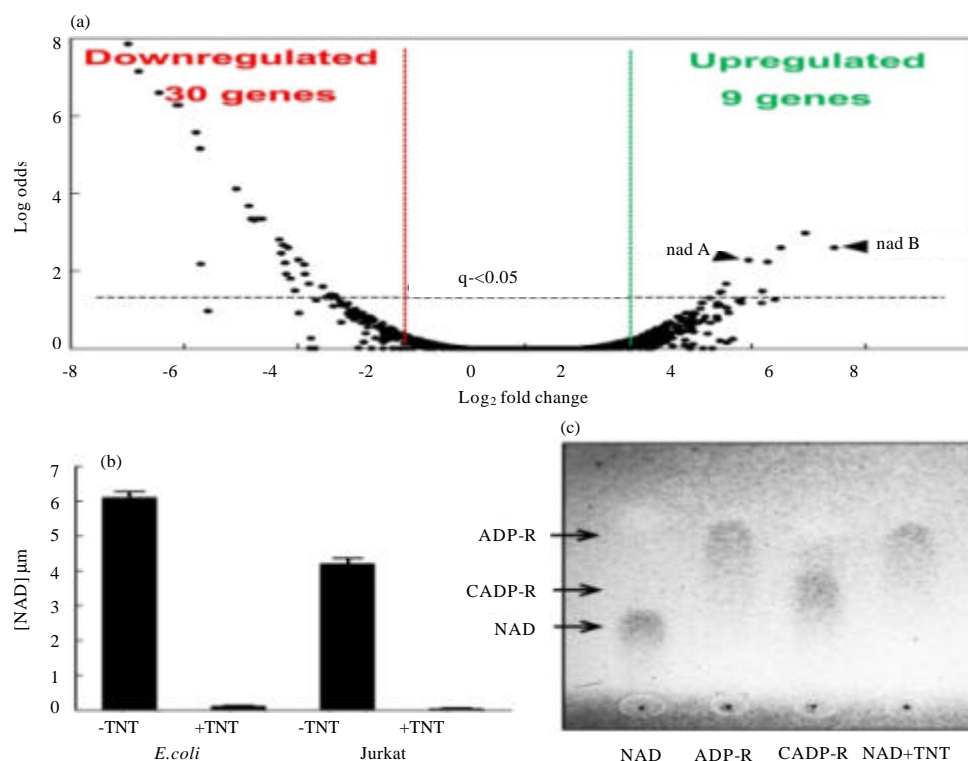 (a)
8
6
4
2
0
Log odds
Downregulated
30 genes
Upregulated
9 genes
nad A
nad B
q-<0.05
-8 -6 -4 -2 0 2 4 6 8
Log₂ fold change
(b)
7
6
5
4
3
2
1
0
[NAD] µm
-TNT +TNT -TNT +TNT
E.coli Jurkat
(c)
ADP-R
CADP-R
NAD
NAD ADP-R CADP-R NAD+TNT